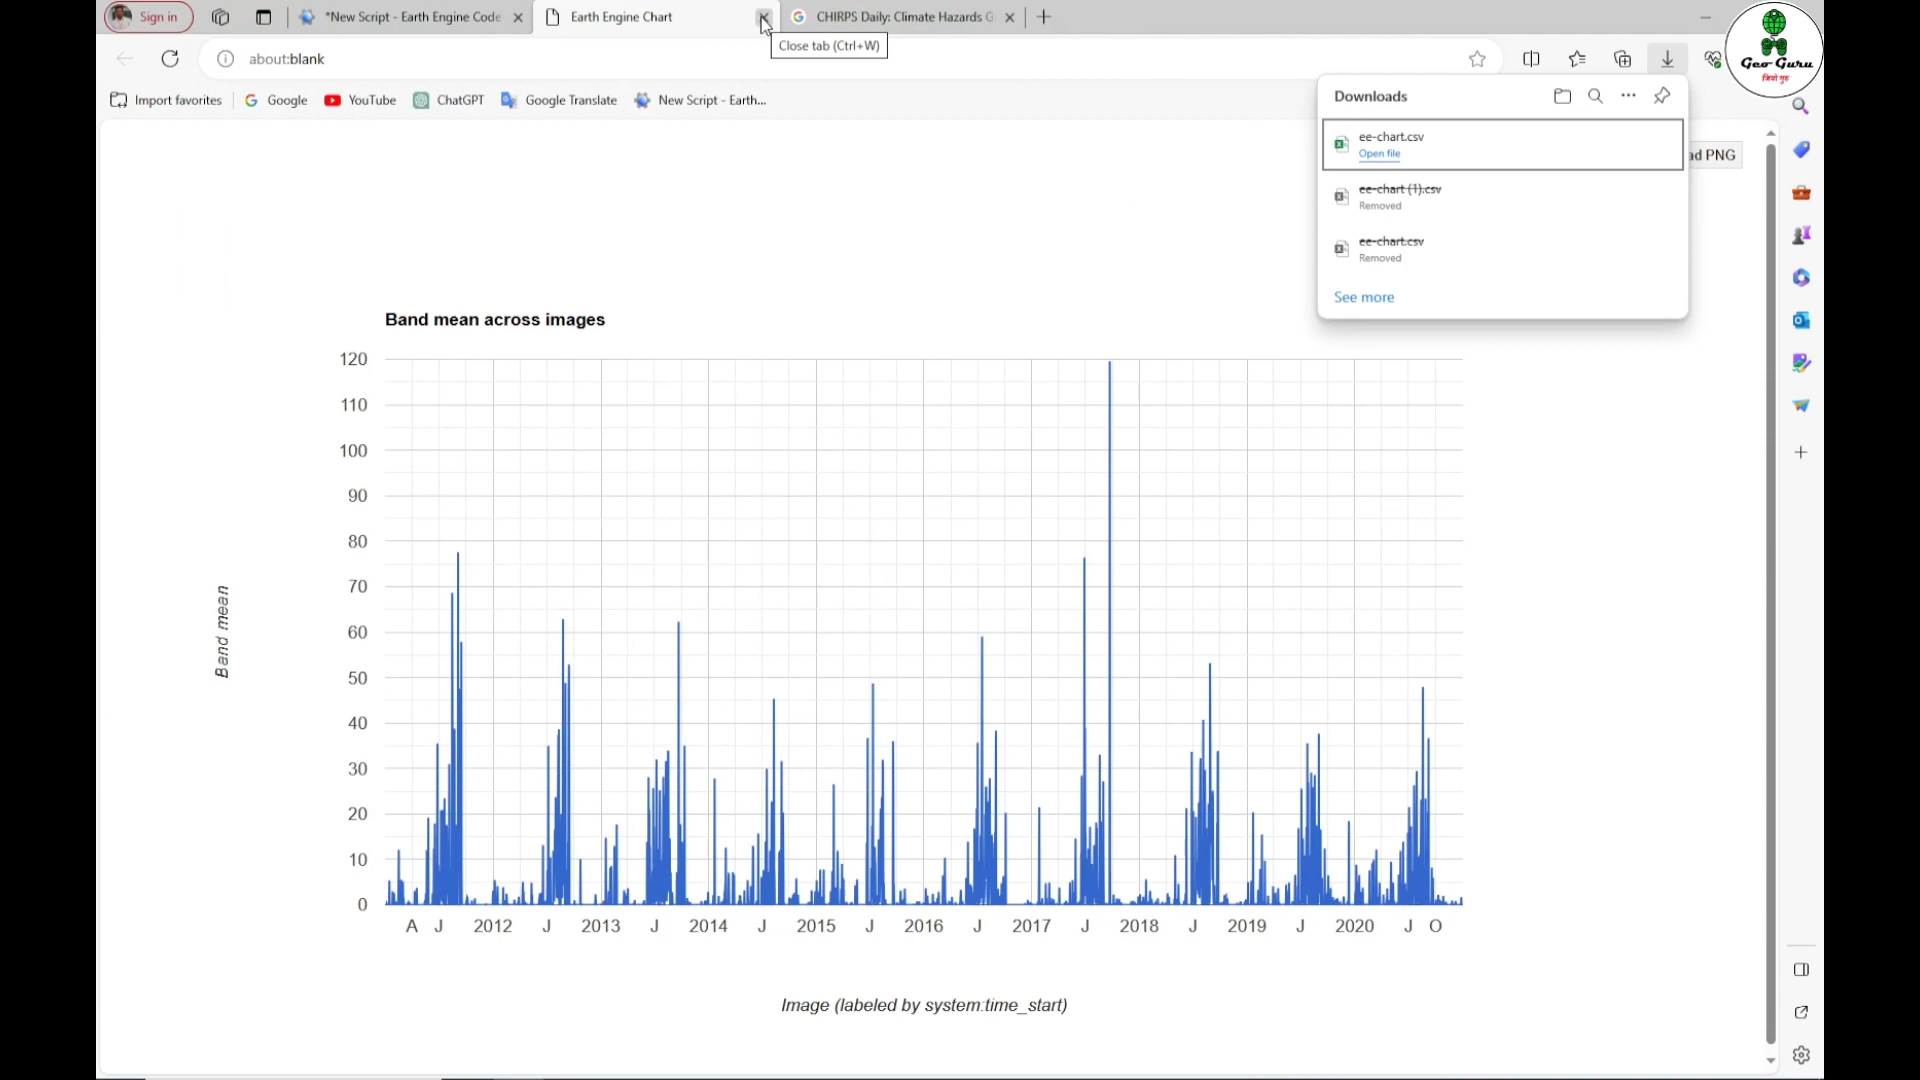 Sign in
*New Script - Earth Engine Code
Earth Engine Chart
CHIRPS Daily: Climate Hazards G
Close tab (Ctrl+W)
about:blank
Geo Guru
जियो गुरु
Import favorites
Google
YouTube
ChatGPT
Google Translate
New Script - Earth...
Downloads
ee-chart.csv
Open file
ad PNG
ee-chart (1).csv
Removed
ee-chart.csv
Removed
See more
Band mean across images
120
110
100
90
80
70
60
50
40
30
20
10
0
Band mean
A J 2012 J 2013 J 2014 J 2015 J 2016 J 2017 J 2018 J 2019 J 2020 J O
Image (labeled by system:time_start)